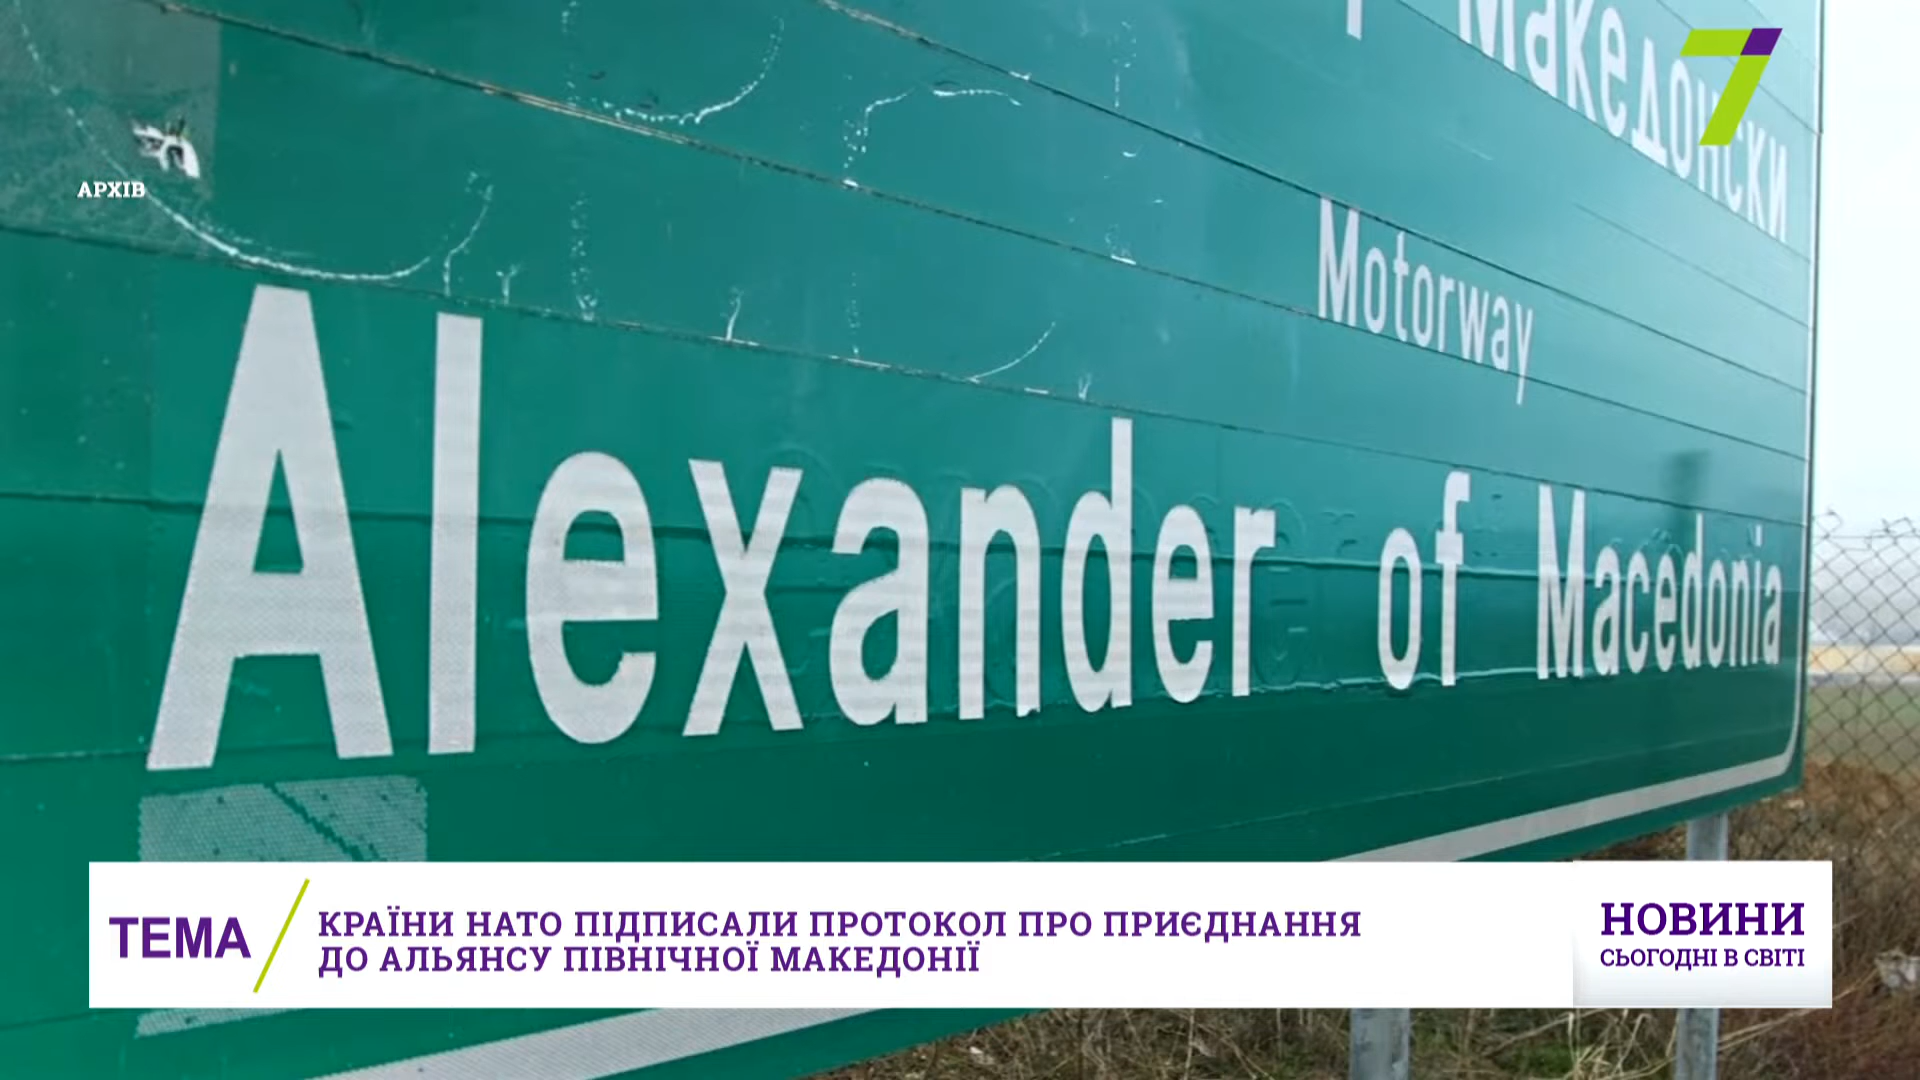 Македонски
7
АРХІВ
Motorway
Alexander of Macedonia
ТЕМА
КРАЇНИ НАТО ПІДПИСАЛИ ПРОТОКОЛ ПРО ПРИЄДНАННЯ
ДО АЛЬЯНСУ ПІВНІЧНОЇ МАКЕДОНІЇ
НОВИНИ
СЬОГОДНІ В СВІТІ